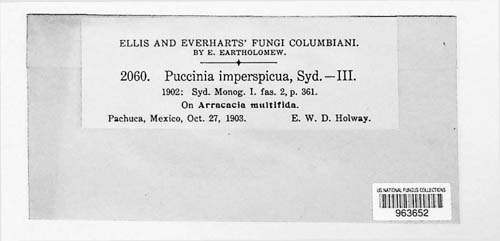 ELLIS AND EVERHARTS' FUNGI COLUMBIANI.
BY E. EARTHOLOMEW.
2060. Puccinia imperspicua, Syd.—III.
1902: Syd. Monog. I. fas. 2, p. 361.
On Arracacia multifida.
Pachuca, Mexico, Oct. 27, 1903. E. W. D. Holway.
US NATIONAL FUNGUS COLLECTIONS
963652